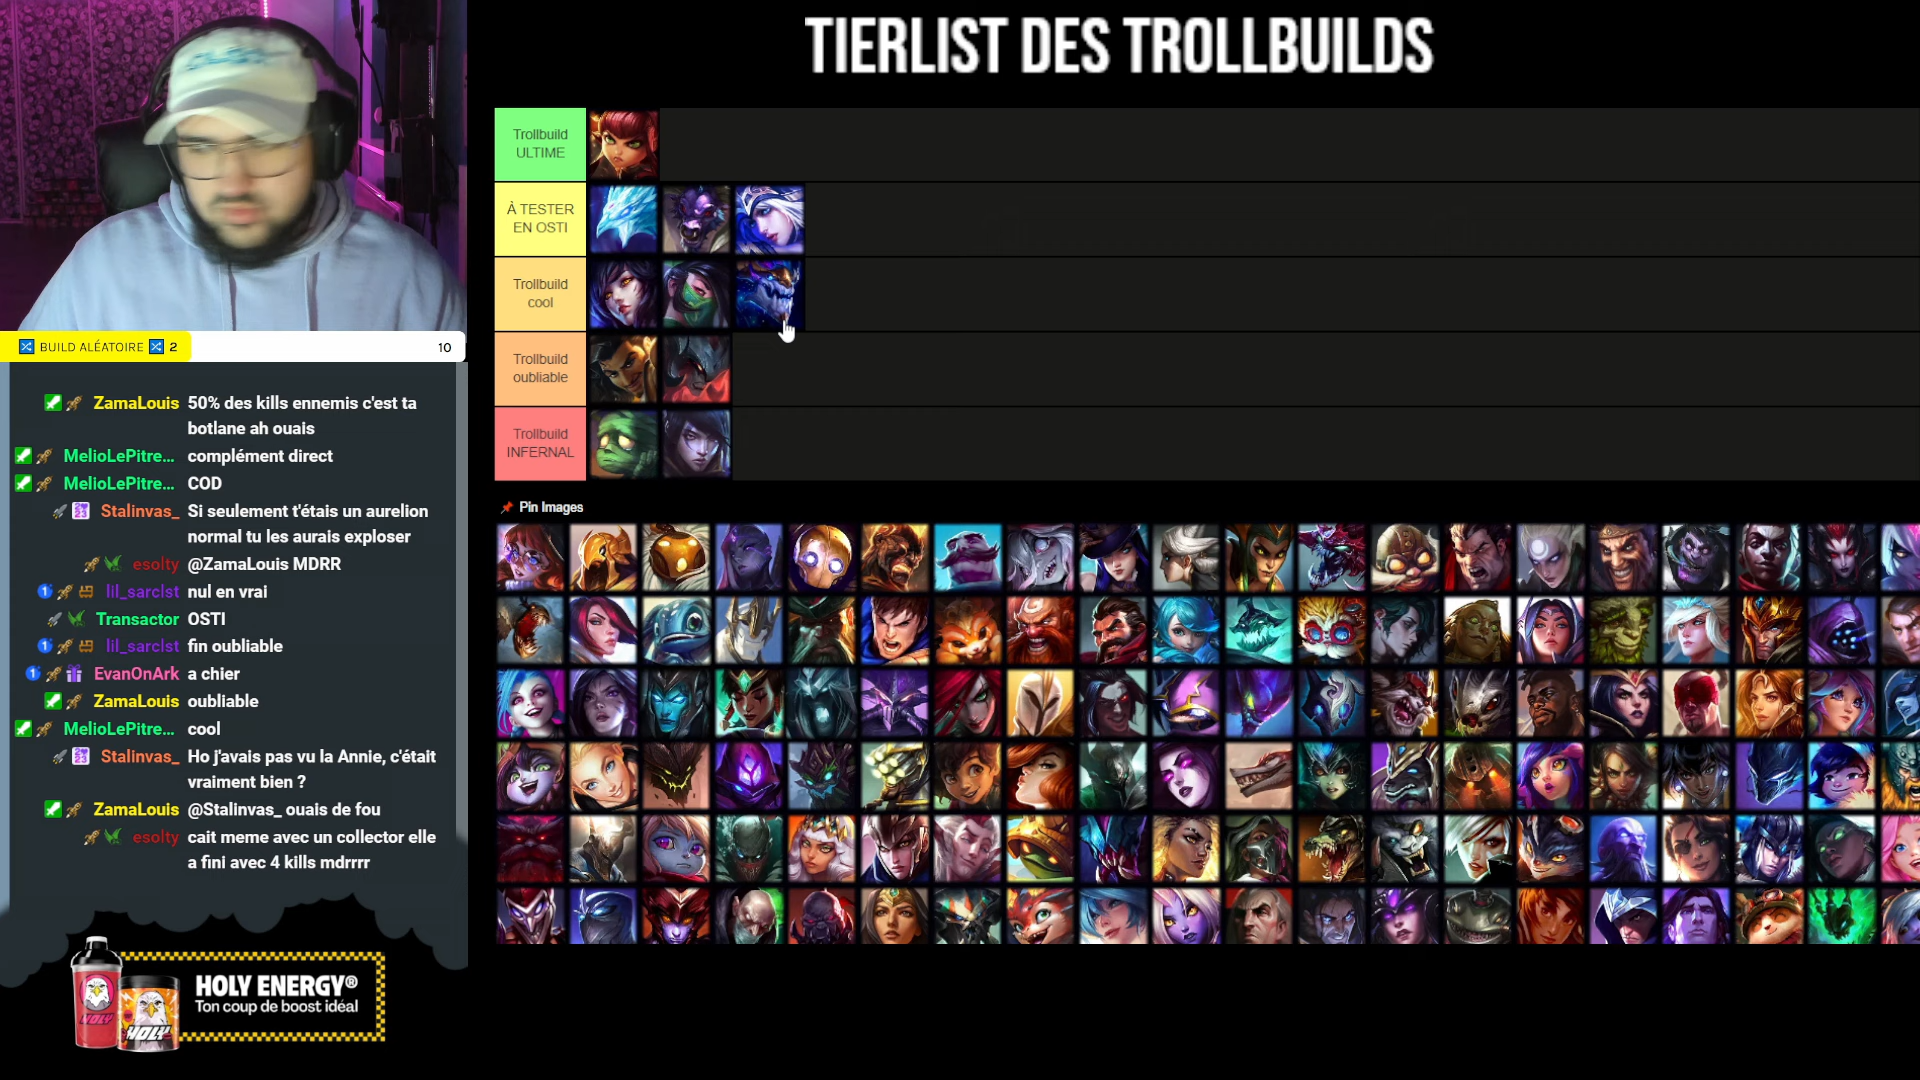 TIERLIST DES TROLLBUILDS
Trollbuild
ULTIME
À TESTER
EN OSTI
Trollbuild
cool
Trollbuild
oubliable
Trollbuild
INFERNAL
Pin Images
BUILD ALÉATOIRE 2
10
ZamaLouis 50% des kills ennemis c'est ta
botlane ah ouais
MelioLePitre... complément direct
MelioLePitre... COD
Stalinvas_ Si seulement t'étais un aurelion
normal tu les aurais exploser
esolty @ZamaLouis MDRR
lil_sarclst nul en vrai
Transactor OSTI
lil_sarclst fin oubliable
EvanOnArk a chier
ZamaLouis oubliable
MelioLePitre... cool
Stalinvas_ Ho j'avais pas vu la Annie, c'était
vraiment bien ?
ZamaLouis @Stalinvas_ ouais de fou
esolty cait meme avec un collector elle
a fini avec 4 kills mdrrrr
HOLY ENERGY®
Ton coup de boost idéal
HOLY
HOLY